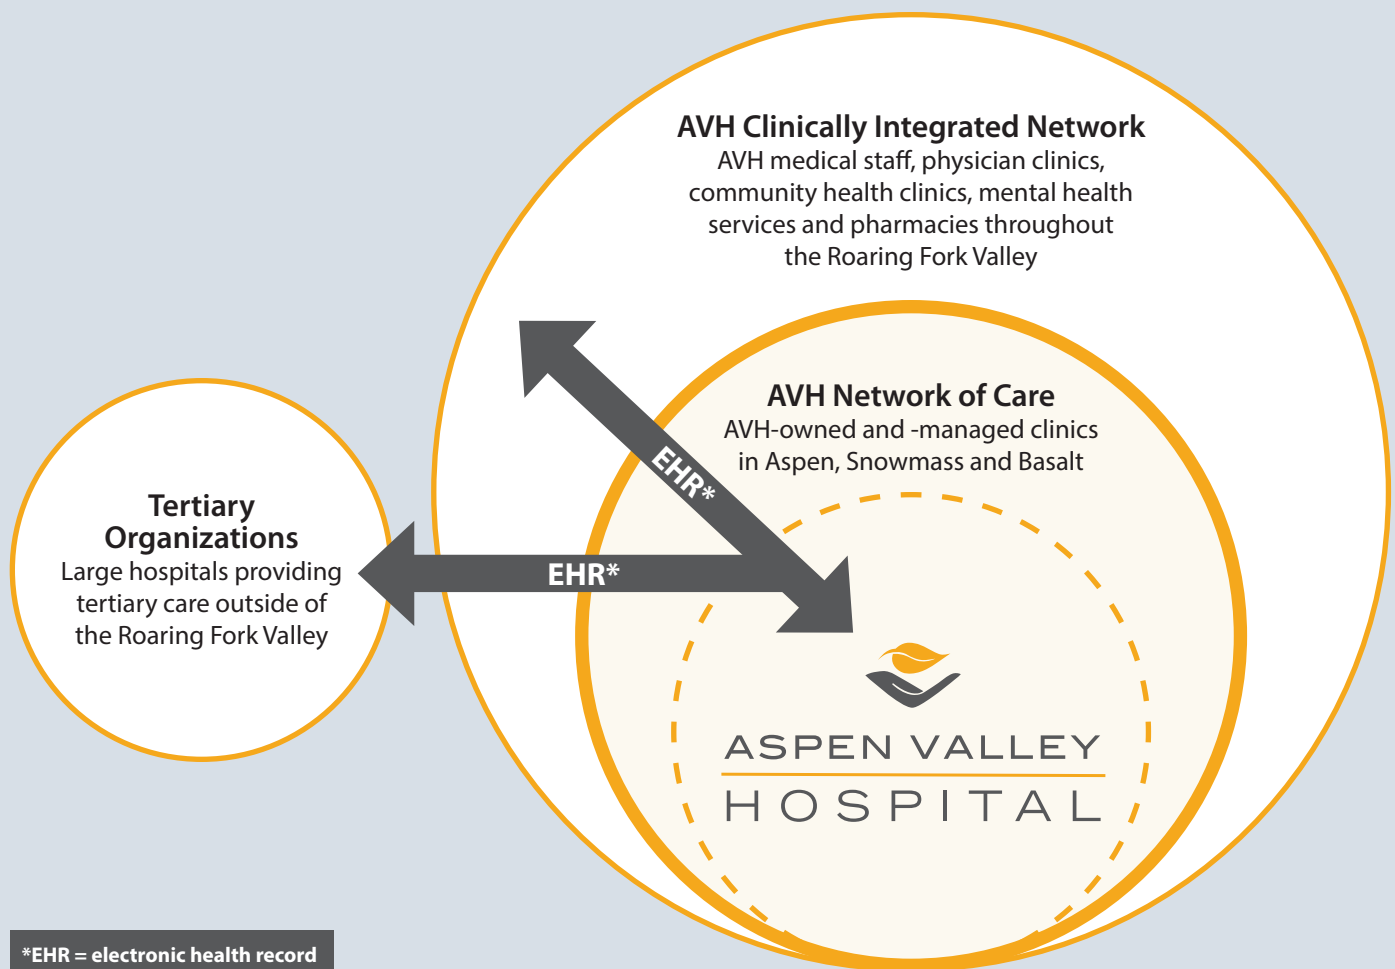 AVH Clinically Integrated Network
AVH medical staff, physician clinics,
community health clinics, mental health
services and pharmacies throughout
the Roaring Fork Valley
AVH Network of Care
AVH-owned and -managed clinics
in Aspen, Snowmass and Basalt
EHR*
Tertiary
Organizations
Large hospitals providing
tertiary care outside of
the Roaring Fork Valley
EHR*
ASPEN VALLEY
HOSPITAL
*EHR = electronic health record